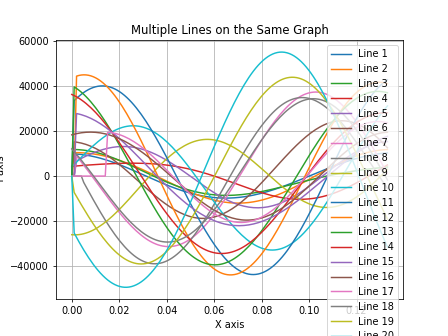 Multiple Lines on the Same Graph
60000
40000
20000
0
−20000
−40000
0.00
0.02
0.04
0.06
0.08
0.10
X axis
axis
Line 1
Line 2
Line 3
Line 4
Line 5
Line 6
Line 7
Line 8
Line 9
Line 10
Line 11
Line 12
Line 13
Line 14
Line 15
Line 16
Line 17
Line 18
Line 19
Line 20